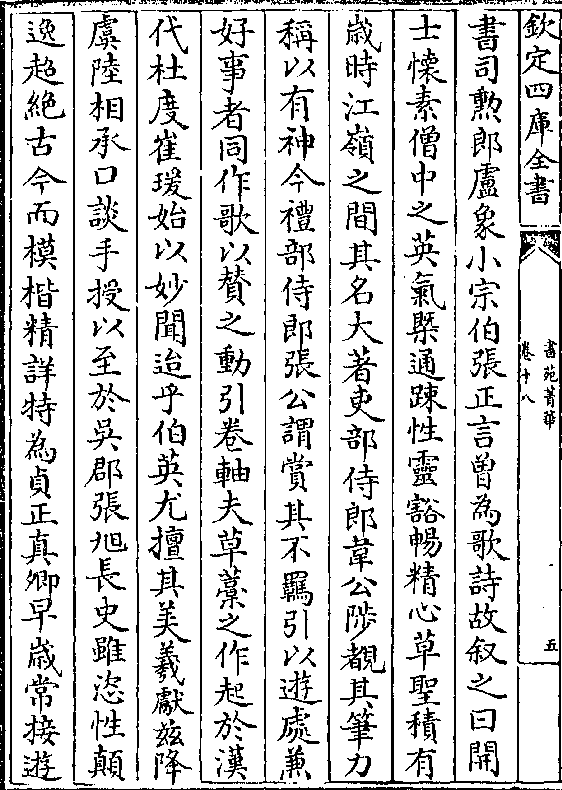 欽定四庫全書
書苑菁華
卷十八
五
書司勲郎盧象小宗伯張正言曾為歌詩故叙之曰開
士懐素僧中之英氣槩通踈性靈豁暢精心草聖積有
歳時江嶺之間其名大著吏部侍郎韋公陟覩其筆力
稱以有神今禮部侍郎張公謂賞其不羈引以遊處兼
好事者同作歌以贊之動引卷軸夫草藁之作起於漢
代杜度崔瑗始以妙聞迨乎伯英尤擅其美羲獻兹降
虞陸相承口談手授以至於吳郡張旭長史雖恣性顛
逸超絶古今而模楷精詳特為貞正真卿早歳常接遊